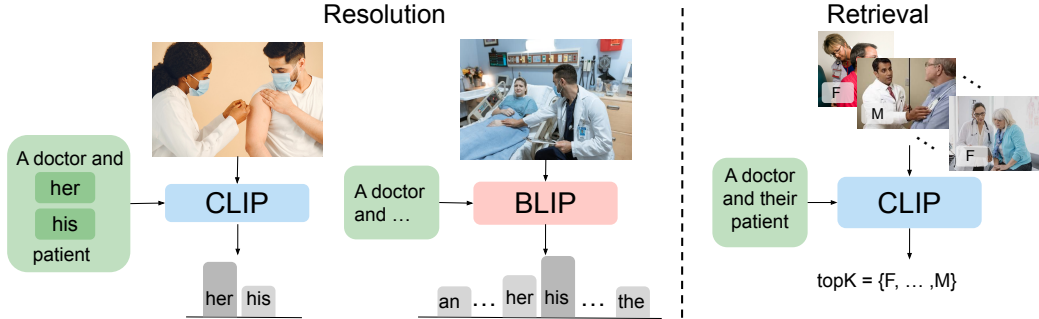 Resolution
Retrieval
A doctor and
her
his
patient
CLIP
her
his
A doctor
and ...
BLIP
an ... her his ... the
F
M
F
A doctor
and their
patient
CLIP
topK = {F, ... ,M}